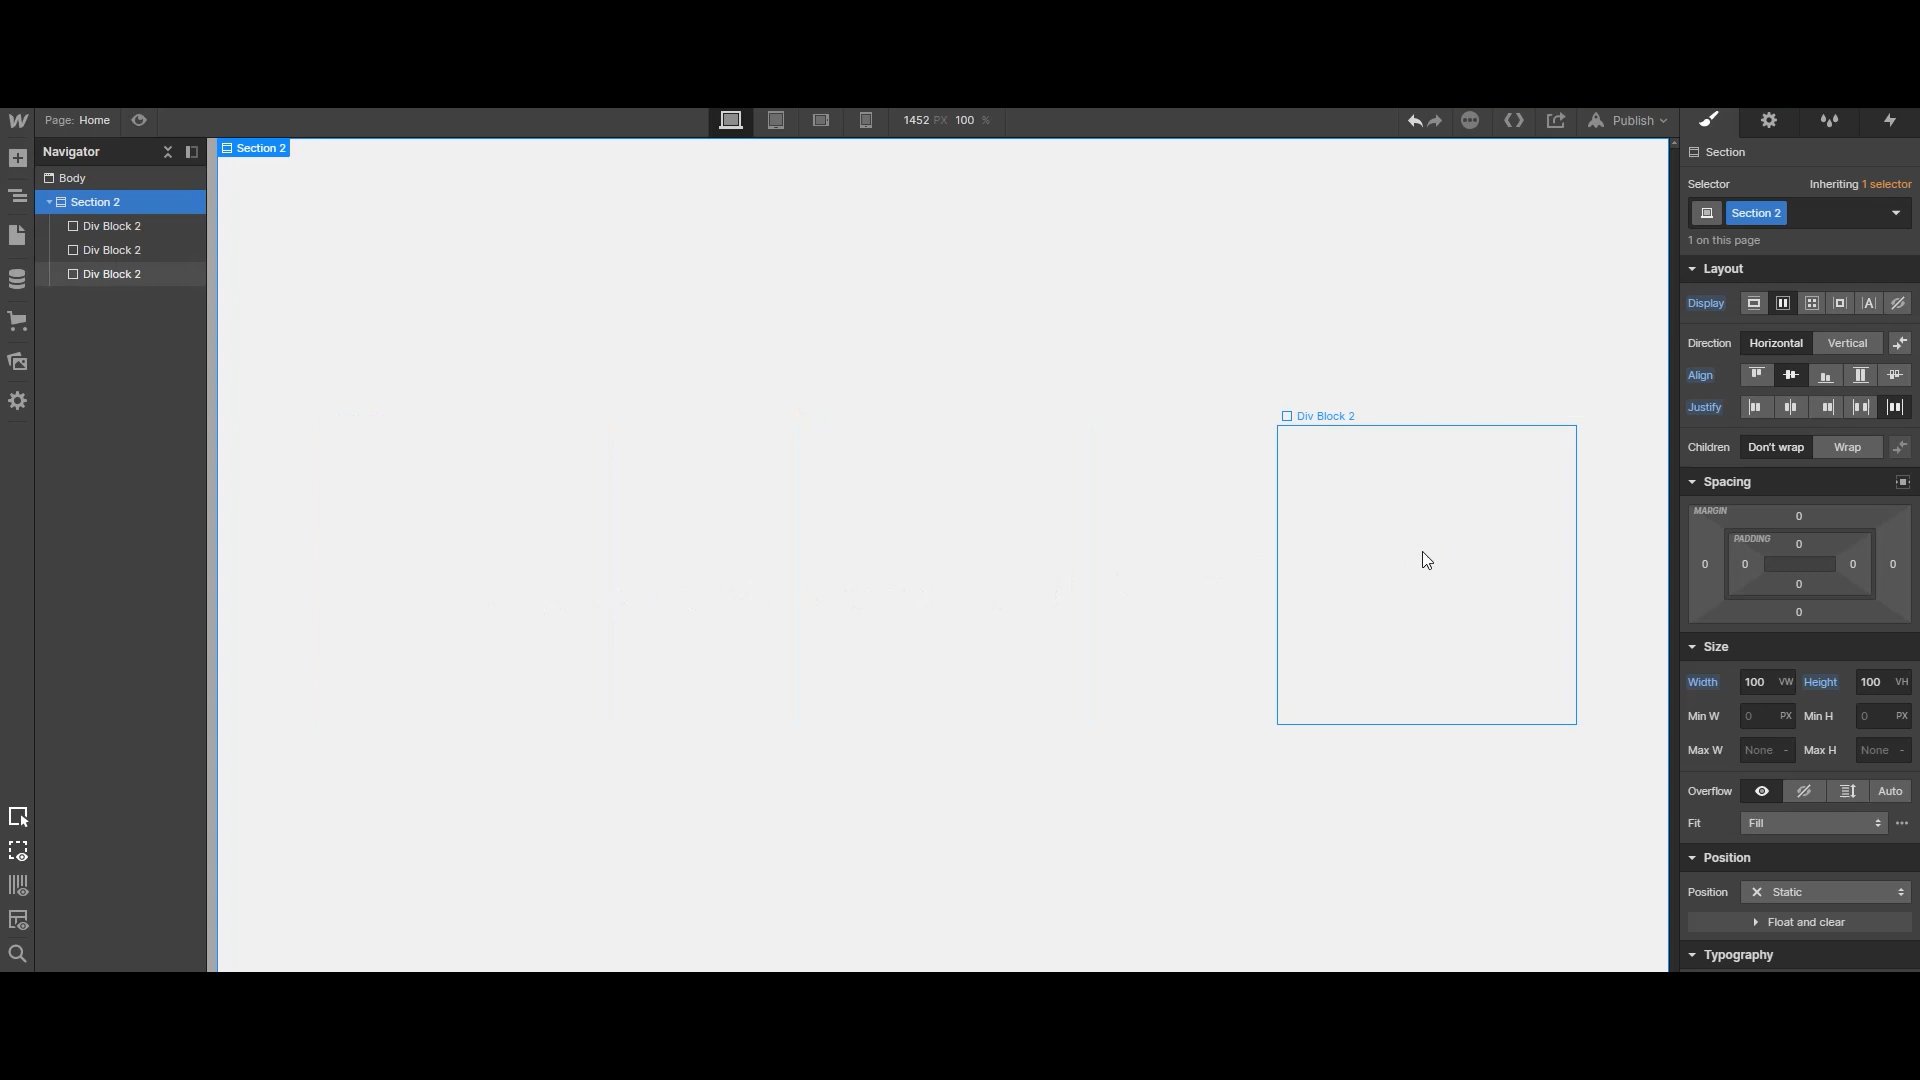 Page: Home
1452 PX 100 %
Publish
Navigator
Section 2
Body
Section 2
Div Block 2
Div Block 2
Div Block 2
Div Block 2
Section
Selector
Inheriting 1 selector
Section 2
1 on this page
Layout
Display
Direction
Horizontal
Vertical
Align
Justify
Children
Don't wrap
Wrap
Spacing
MARGIN
0
PADDING
0
0
0
0
0
0
0
Size
Width
100 VW
Height
100 VH
Min W
0 PX
Min H
0 PX
Max W
None -
Max H
None -
Overflow
Auto
Fit
Fill
Position
Position
Static
Float and clear
Typography